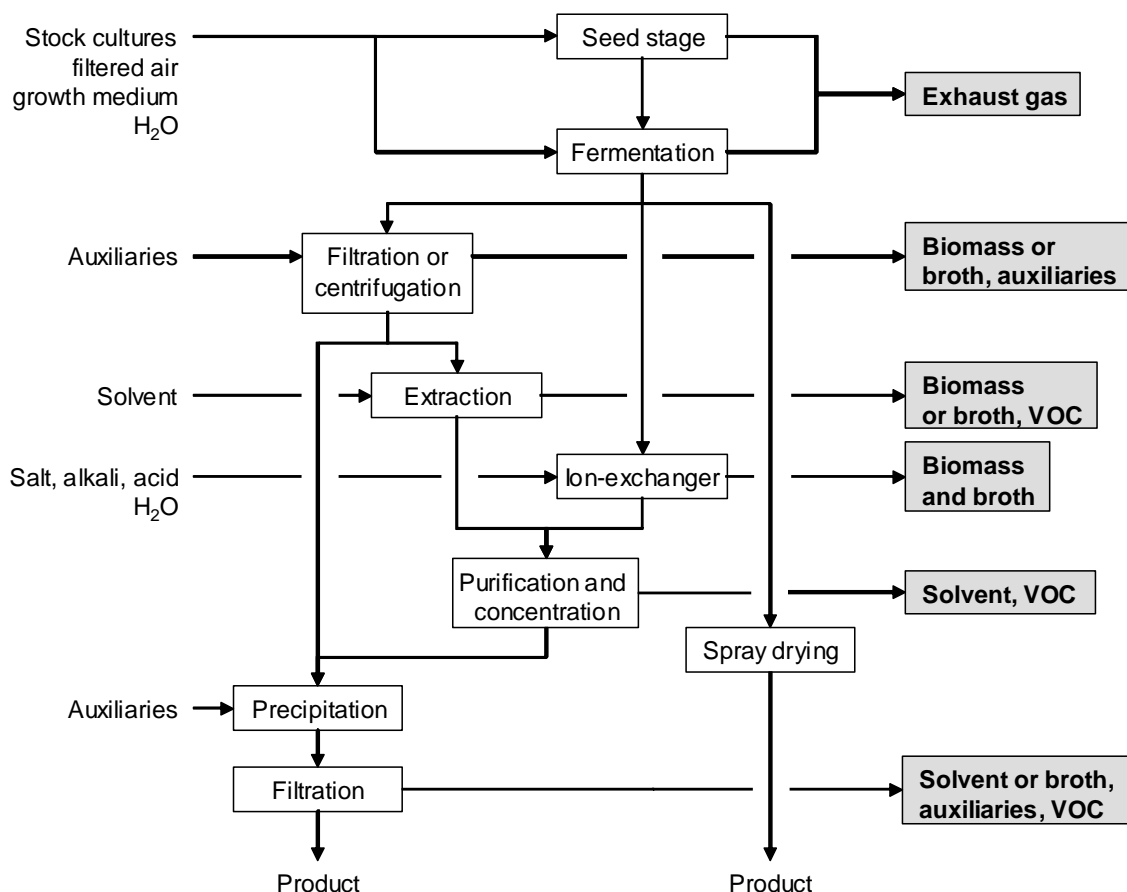 Stock cultures
filtered air
growth medium
H₂O
Seed stage
Exhaust gas
Fermentation
Auxiliaries
Filtration or
centrifugation
Biomass or
broth, auxiliaries
Solvent
Extraction
Biomass
or broth, VOC
Salt, alkali, acid
H₂O
Ion-exchanger
Biomass
and broth
Purification and
concentration
Solvent, VOC
Spray drying
Auxiliaries
Precipitation
Filtration
Solvent or broth,
auxiliaries, VOC
Product
Product